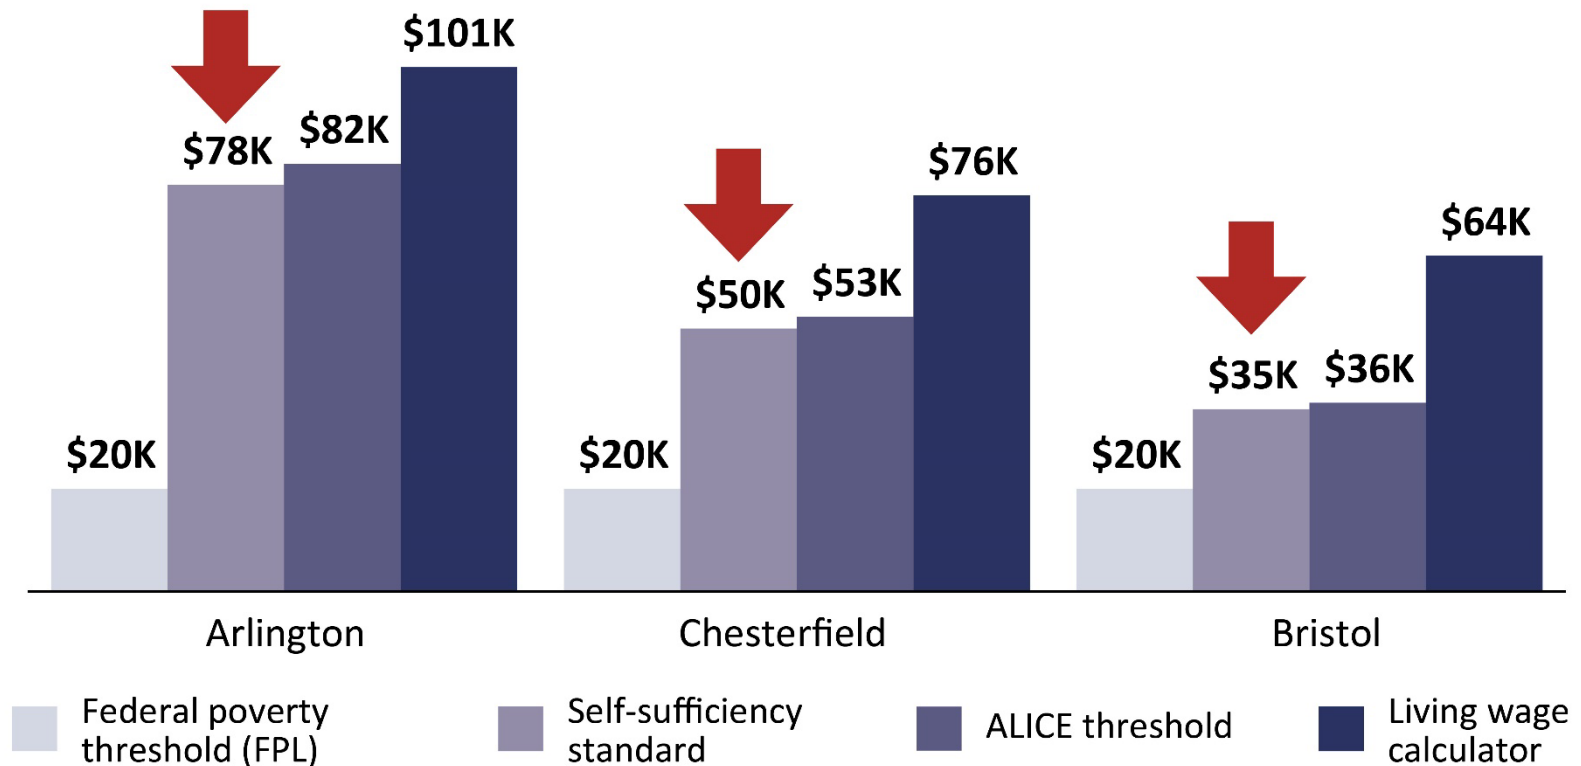 $101K
$82K
$78K
$20K
$76K
$53K
$50K
$20K
$64K
$36K
$35K
$20K
Arlington
Chesterfield
Bristol
Federal poverty
threshold (FPL)
Self-sufficiency
standard
ALICE threshold
Living wage
calculator